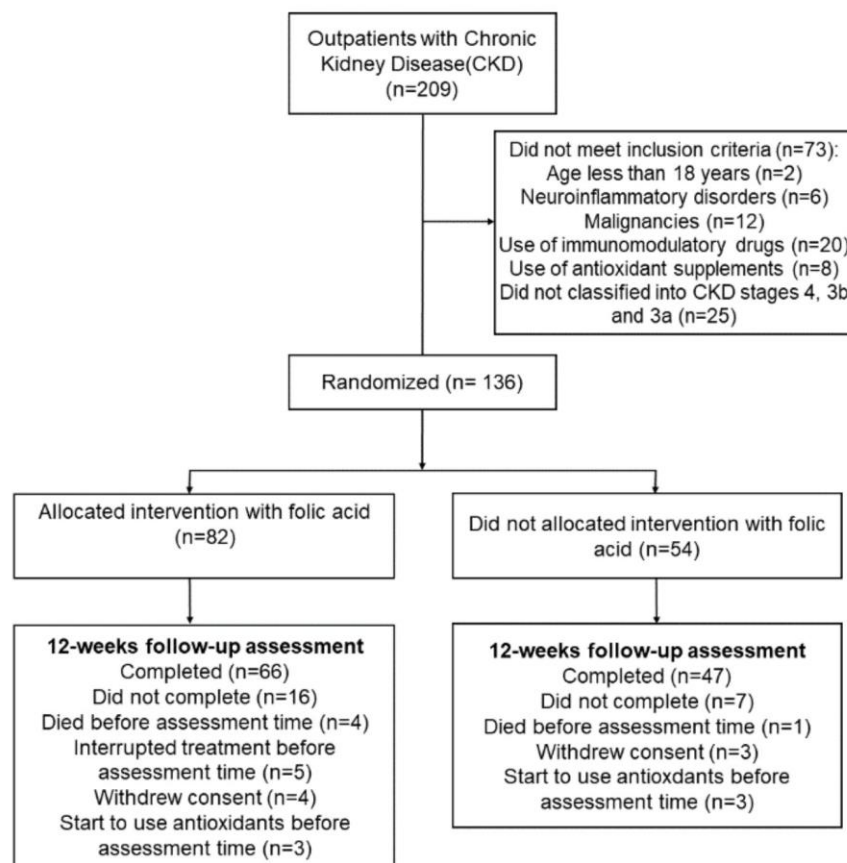 Outpatients with Chronic
Kidney Disease(CKD)
(n=209)
Did not meet inclusion criteria (n=73):
Age less than 18 years (n=2)
Neuroinflammatory disorders (n=6)
Malignancies (n=12)
Use of immunomodulatory drugs (n=20)
Use of antioxidant supplements (n=8)
Did not classified into CKD stages 4, 3b
and 3a (n=25)
Randomized (n= 136)
Allocated intervention with folic acid
(n=82)
Did not allocated intervention with folic
acid (n=54)
12-weeks follow-up assessment
Completed (n=66)
Did not complete (n=16)
Died before assessment time (n=4)
Interrupted treatment before
assessment time (n=5)
Withdrew consent (n=4)
Start to use antioxidants before
assessment time (n=3)
12-weeks follow-up assessment
Completed (n=47)
Did not complete (n=7)
Died before assessment time (n=1)
Withdrew consent (n=3)
Start to use antioxdants before
assessment time (n=3)